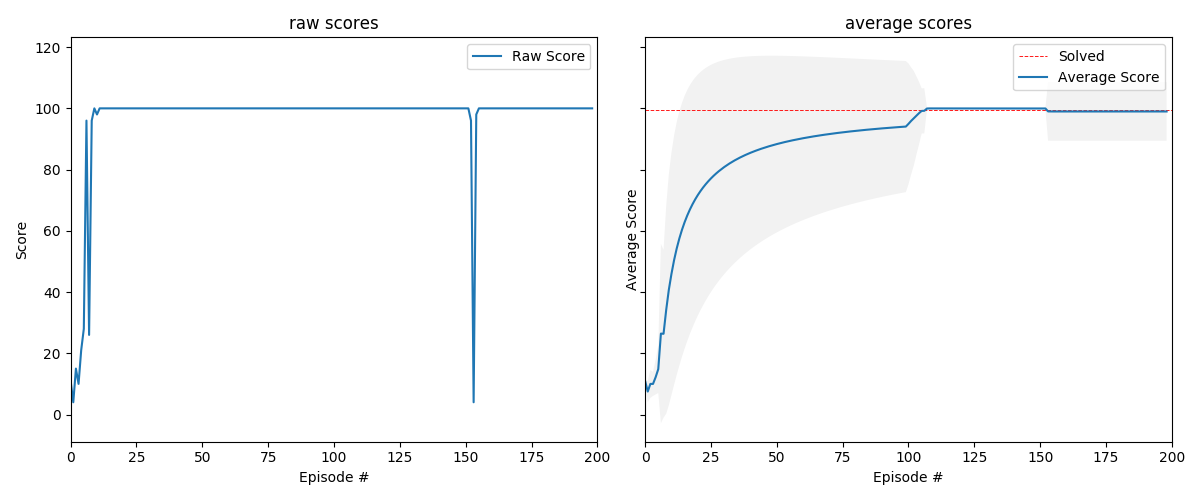 raw scores
120
100
80
60
40
20
0
Score
Raw Score
0 25 50 75 100 125 150 175 200
Episode #
average scores
Average Score
Solved
Average Score
0 25 50 75 100 125 150 175 200
Episode #